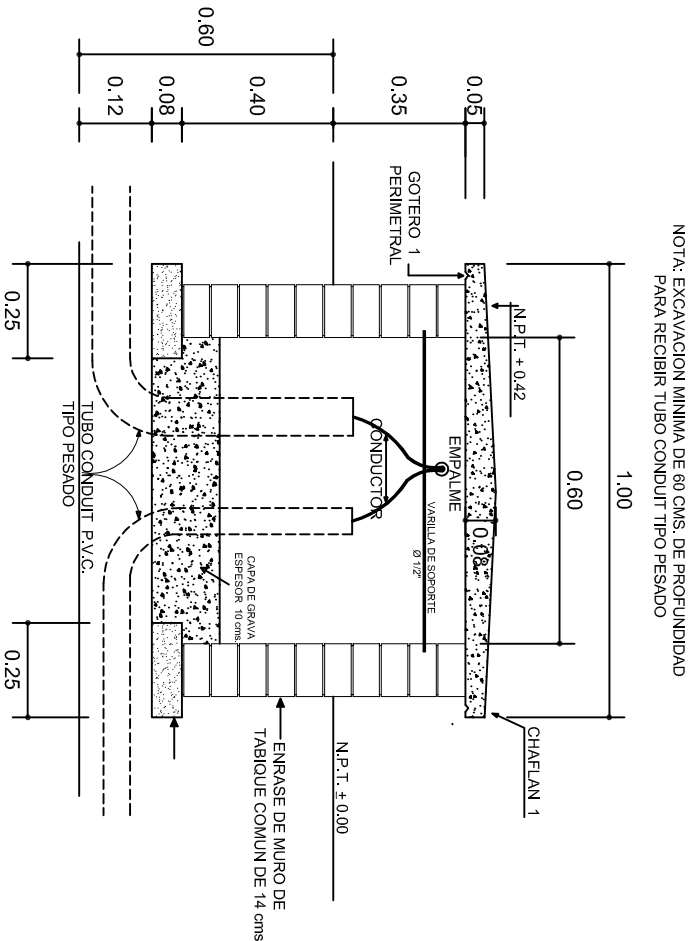 NOTA: EXCAVACION MINIMA DE 60 CMS. DE PROFUNDIDAD
PARA RECIBIR TUBO CONDUIT TIPO PESADO
1.00
0.60
N.P.T. + 0.42
CHAFLAN 1
0.08
GOTERO 1
PERIMETRAL
EMPALME
VARILLA DE SOPORTE
Ø 1/2"
CONDUCTOR
N.P.T. ± 0.00
CAPA DE GRAVA
ESPESOR 10 cms.
ENRASE DE MURO DE
TABIQUE COMUN DE 14 cms
TUBO CONDUIT P.V.C.
TIPO PESADO
0.05
0.35
0.40
0.08
0.12
0.60
0.25
0.25